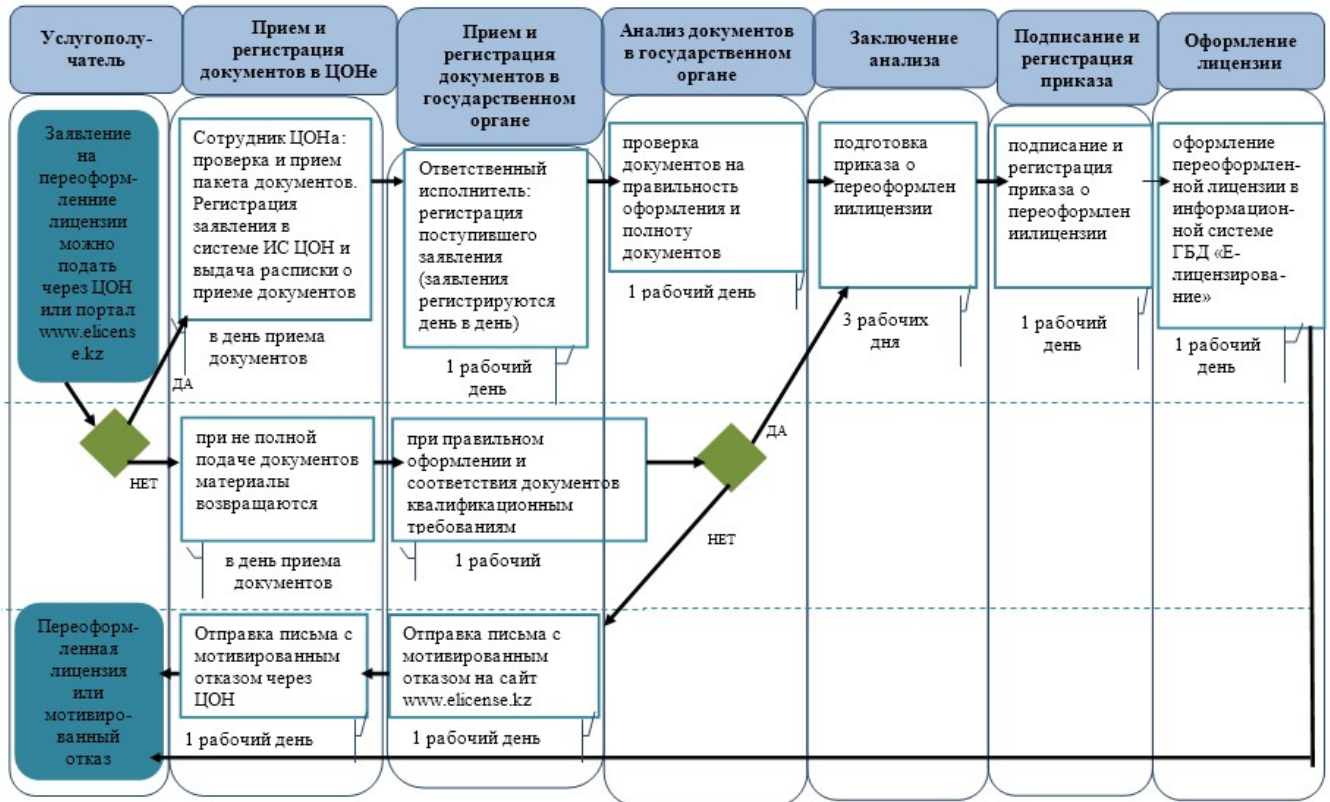 Услугополу-
чатель
Прием и
регистрация
документов в ЦОНе
Прием и
регистрация
документов в
государственном
органе
Анализ документов
в государственном
органе
Заключение
анализа
Подписание и
регистрация
приказа
Оформление
лицензии
Заявление
на
переоформ-
лениие
лицензии
можно
подать
через ЦОН
или портал
www.elicens
e.kz
Сотрудник ЦОНа:
проверка и прием
пакета документов.
Регистрация
заявления в
системе ИС ЦОН и
выдача расписки о
приеме документов
в день приема
документов
Ответственный
исполнитель:
регистрация
поступившего
заявления
(заявления
регистрируются
день в день)
1 рабочий
день
проверка
документов на
правильность
оформления и
полноту
документов
1 рабочий день
подготовка
приказа о
переоформлен
иилицензии
3 рабочих
дня
подписание и
регистрация
приказа о
переоформлен
иилицензии
1 рабочий
день
оформление
переоформлен-
ной лицензии в
информацион-
ной системе
ГБД «Е-
лицензирова-
ние»
1 рабочий
день
ДА
НЕТ
при не полной
подаче документов
материалы
возвращаются
в день приема
документов
при правильном
оформлении и
соответствия документов
квалификационным
требованиям
1 рабочий
ДА
НЕТ
Переоформ-
ленная
лицензия
или
мотивиро-
ванный
отказ
Отправка письма с
мотивированным
отказом через
ЦОН
1 рабочий день
Отправка письма с
мотивированным
отказом на сайт
www.elicense.kz
1 рабочий день